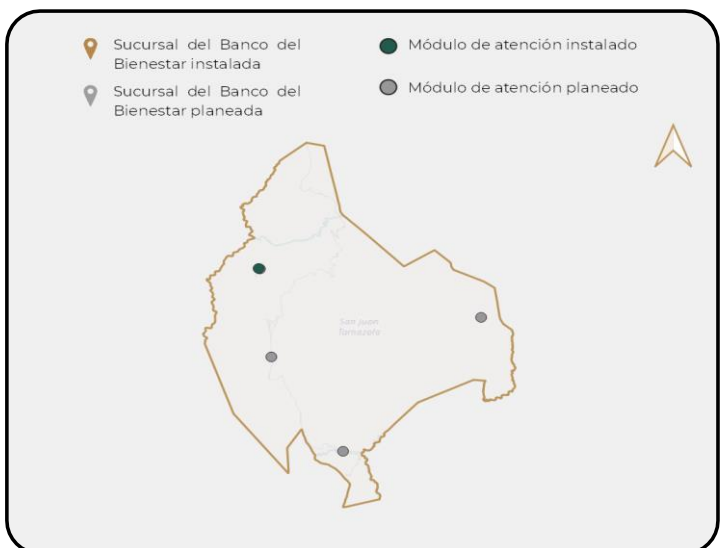 Sucursal del Banco del
Bienestar instalada
Sucursal del Banco del
Bienestar planeada
Módulo de atención instalado
Módulo de atención planeado
San Juan
Tamazola